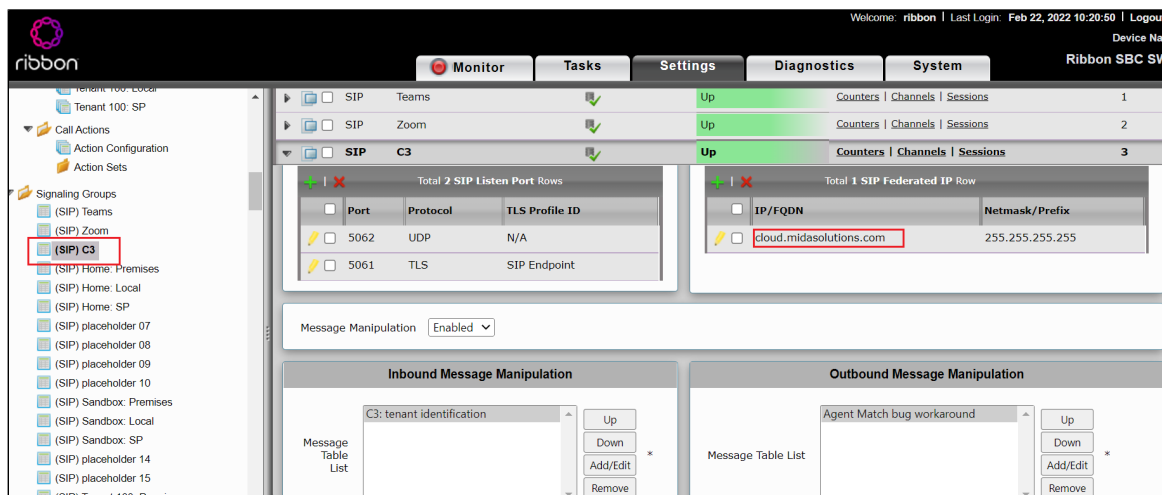 Welcome: ribbon | Last Login: Feb 22, 2022 10:20:50 | Logou
Device Na
ribbon
Ribbon SBC SW
Monitor
Tasks
Settings
Diagnostics
System
Tenant 100: Local
Tenant 100: SP
Call Actions
Action Configuration
Action Sets
Signaling Groups
(SIP) Teams
(SIP) Zoom
(SIP) C3
(SIP) Home: Premises
(SIP) Home: Local
(SIP) Home: SP
(SIP) placeholder 07
(SIP) placeholder 08
(SIP) placeholder 09
(SIP) placeholder 10
(SIP) Sandbox: Premises
(SIP) Sandbox: Local
(SIP) Sandbox: SP
(SIP) placeholder 14
(SIP) placeholder 15
SIP Teams Up Counters | Channels | Sessions 1
SIP Zoom Up Counters | Channels | Sessions 2
SIP C3 Up Counters | Channels | Sessions 3
Total 2 SIP Listen Port Rows
Port Protocol TLS Profile ID
5062 UDP N/A
5061 TLS SIP Endpoint
Total 1 SIP Federated IP Row
IP/FQDN Netmask/Prefix
cloud.midasolutions.com 255.255.255.255
Message Manipulation Enabled
Inbound Message Manipulation
Message Table List
C3: tenant identification
Up
Down
Add/Edit
Remove
*
Outbound Message Manipulation
Message Table List
Agent Match bug workaround
Up
Down
Add/Edit
Remove
*